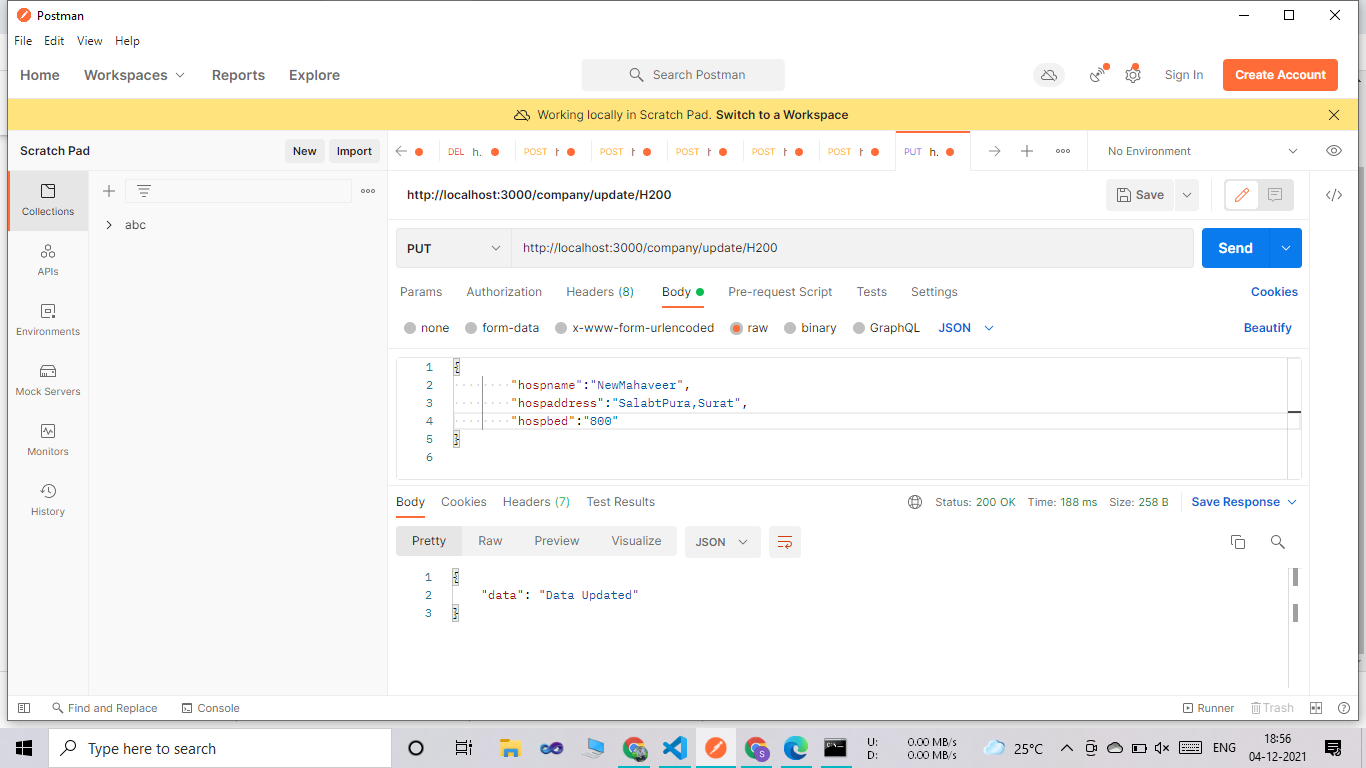 Postman
File Edit View Help
Home Workspaces Reports Explore Search Postman Sign In Create Account
Working locally in Scratch Pad. Switch to a Workspace
Scratch Pad New Import
DEL h. POST POST POST POST POST PUT h. No Environment
http://localhost:3000/company/update/H200 Save
Collections
abc
APIs
Environments
Mock Servers
Monitors
History
PUT http://localhost:3000/company/update/H200 Send
Params Authorization Headers (8) Body Pre-request Script Tests Settings Cookies
none form-data x-www-form-urlencoded raw binary GraphQL JSON Beautify
1 {
2 "hospname":"NewMahaveer",
3 "hospaddress":"SalabtPura,Surat",
4 "hospbed":"800"
5 }
6
Body Cookies Headers (7) Test Results Status: 200 OK Time: 188 ms Size: 258 B Save Response
Pretty Raw Preview Visualize JSON
1 {
2 "data": "Data Updated"
3 }
Find and Replace Console Runner Trash
Type here to search
U: 0.00 MB/s
D: 0.00 MB/s
25°C
ENG
18:56
04-12-2021